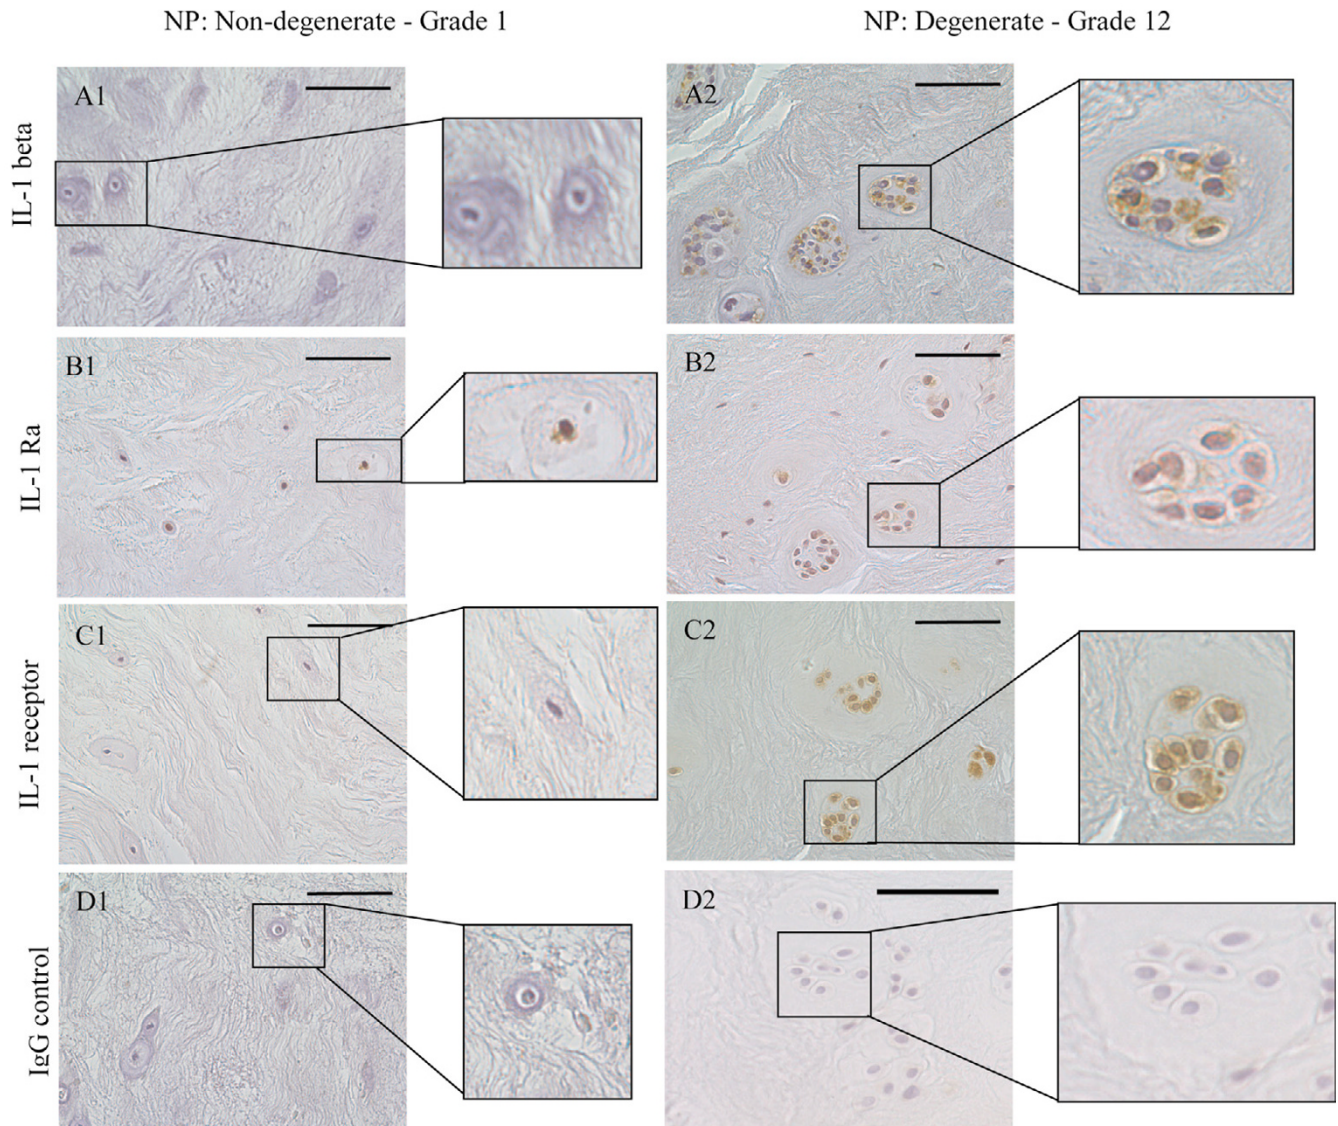 NP: Non-degenerate - Grade 1
NP: Degenerate - Grade 12
IL-1 beta
A1
A2
IL-1 Ra
B1
B2
IL-1 receptor
C1
C2
IgG control
D1
D2